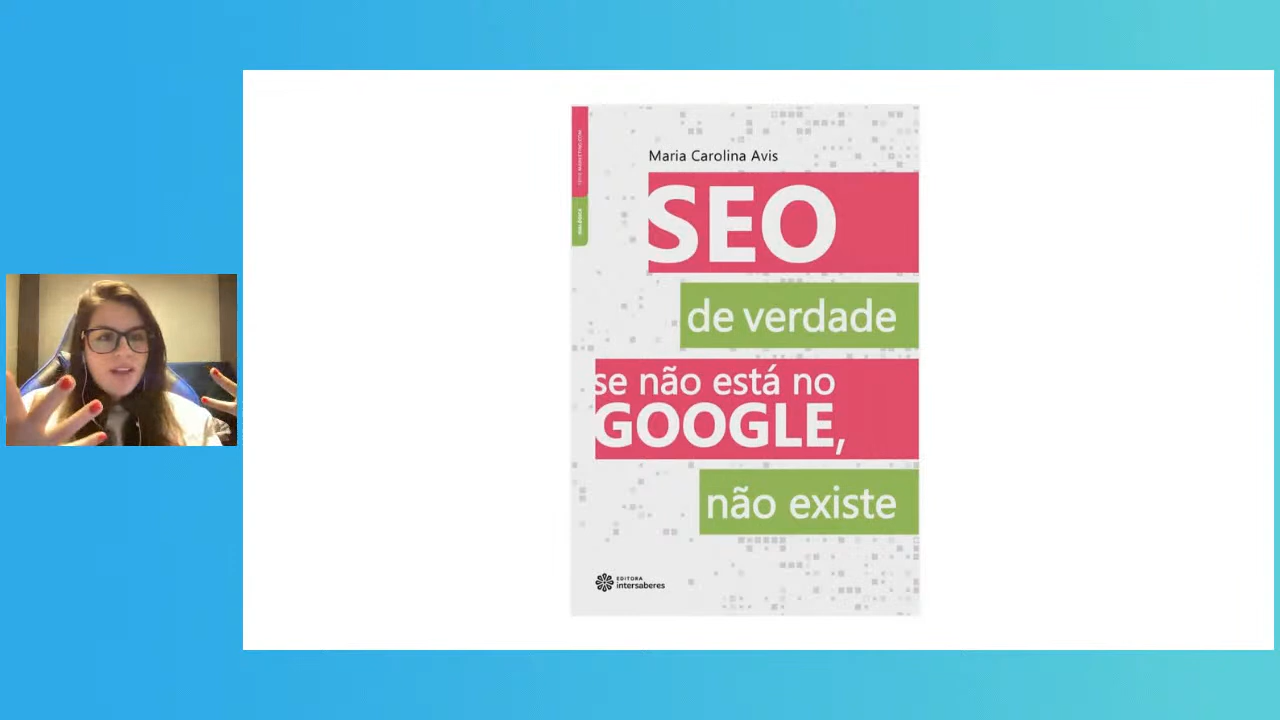 Maria Carolina Avis
SEO
de verdade
se não está no
GOOGLE,
não existe
EDITORA
intersaberes